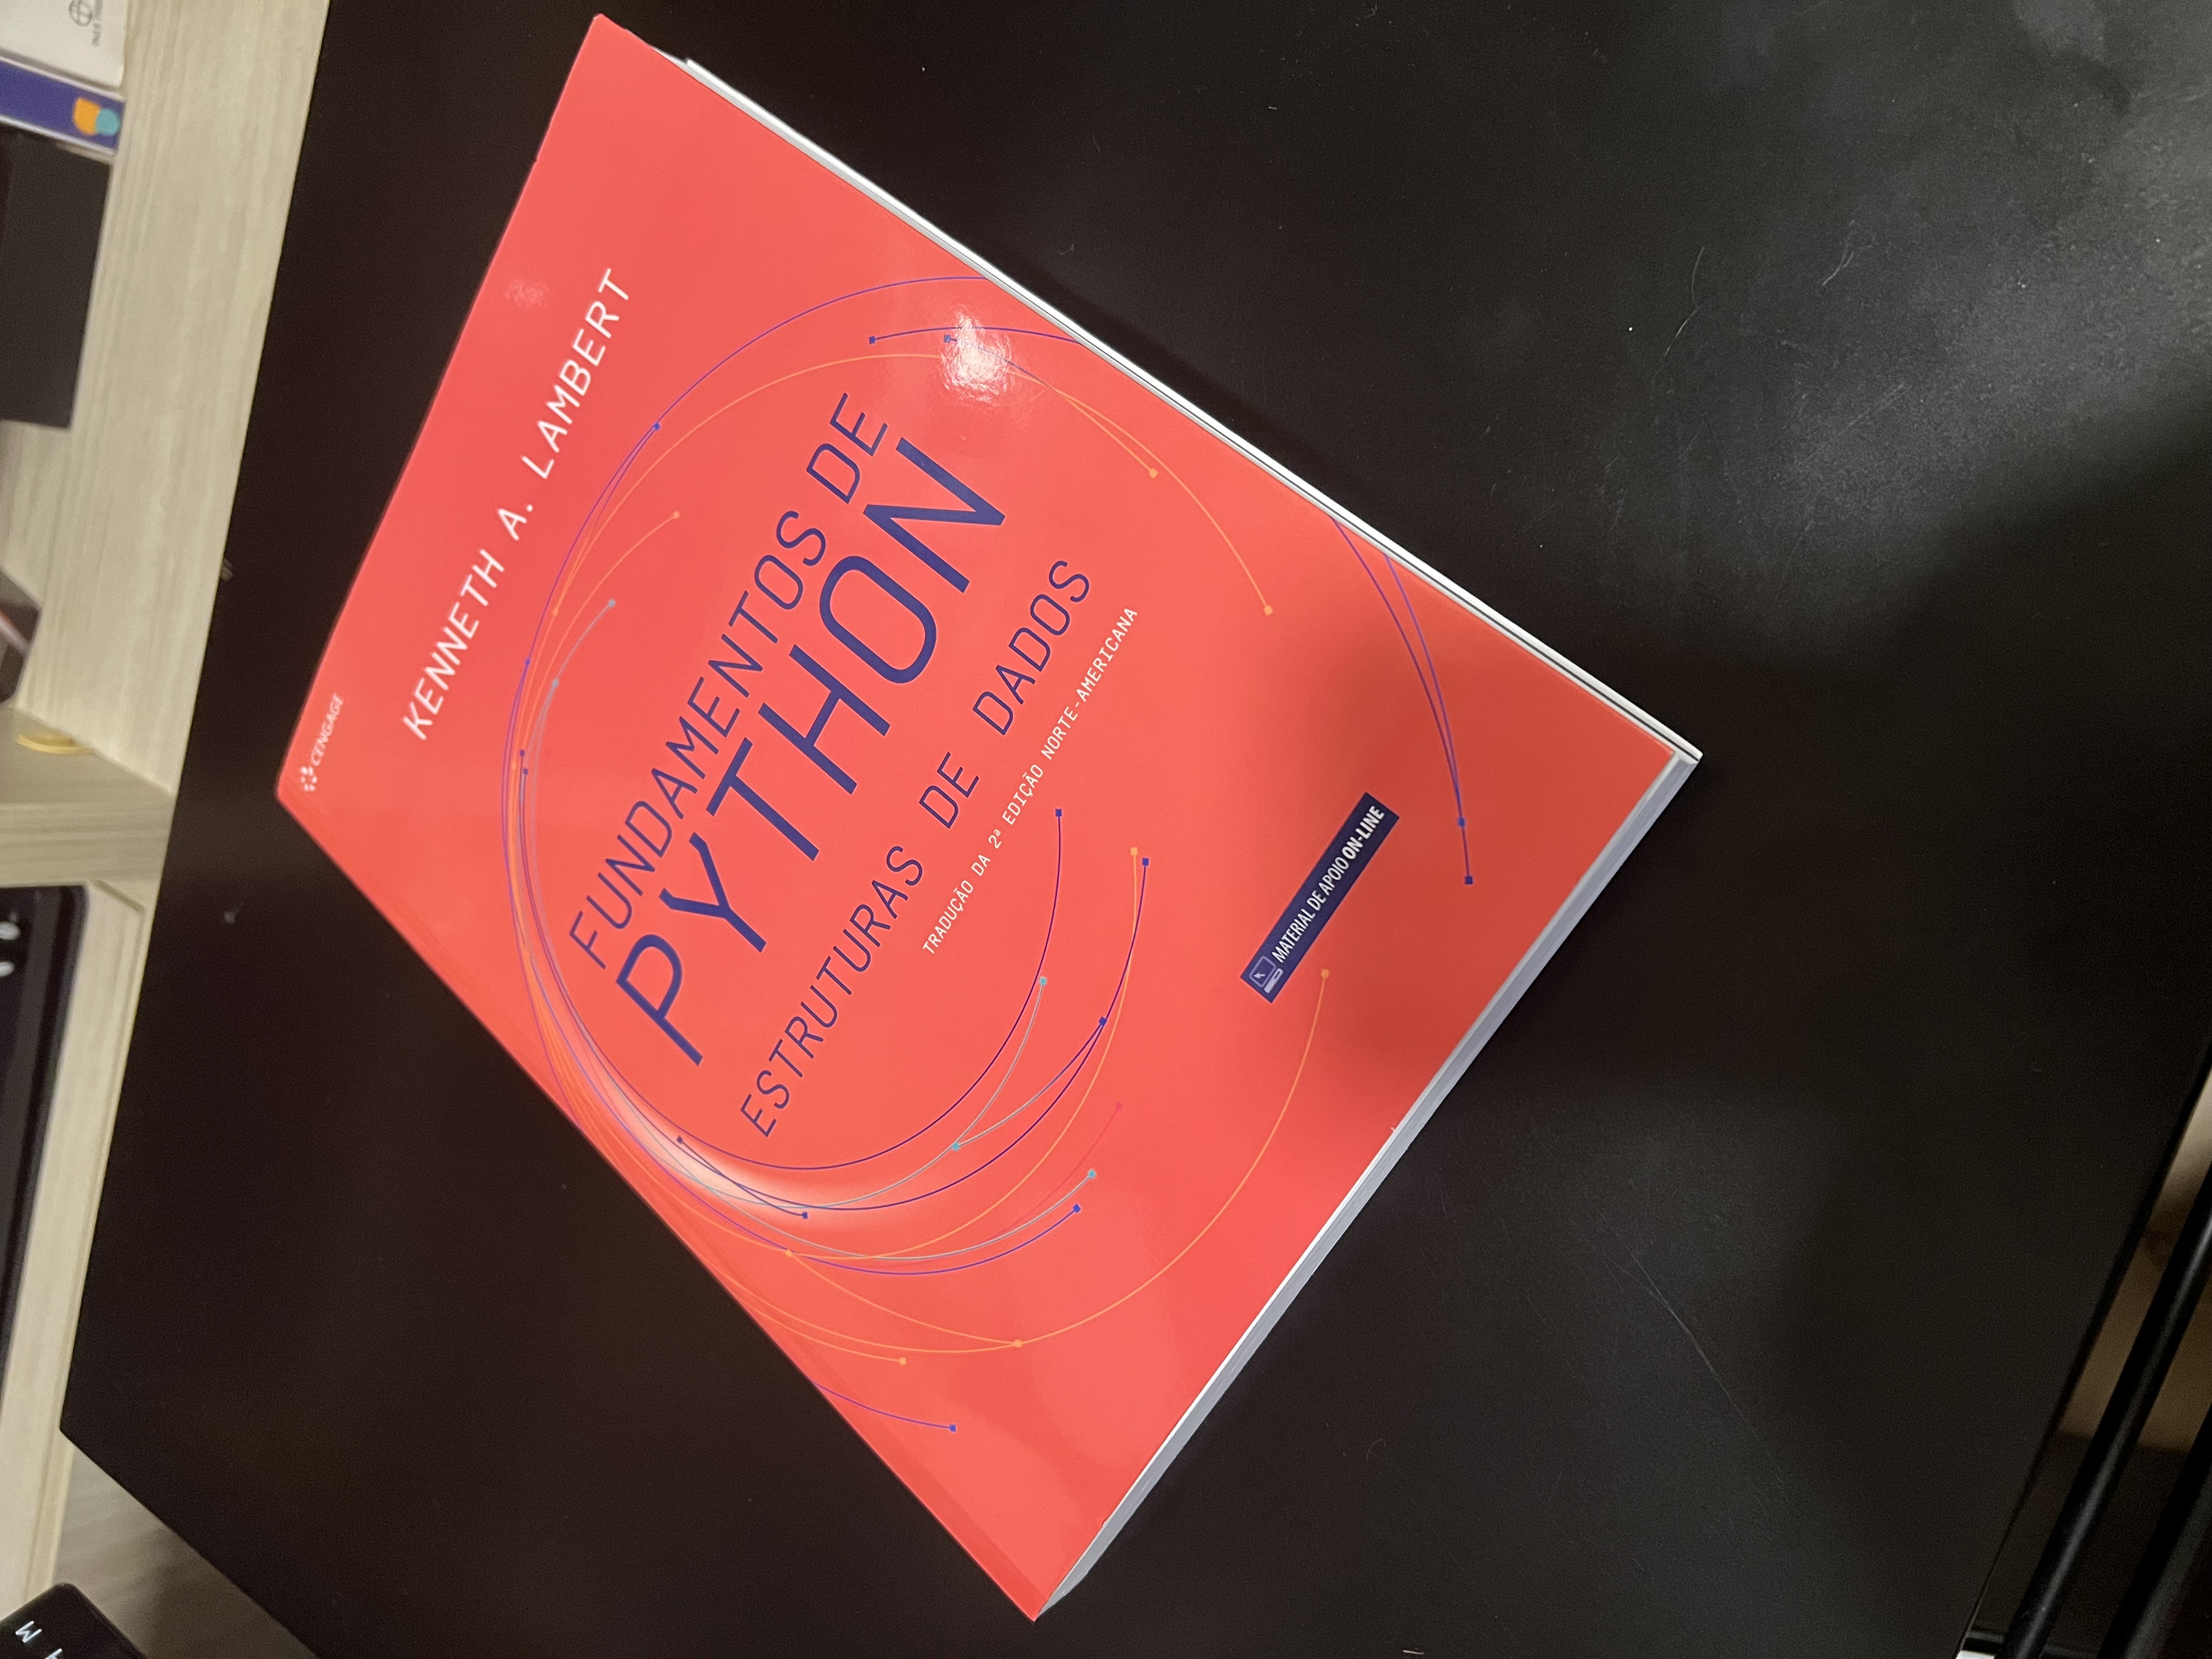 CENGAGE
KENNETH A. LAMBERT
FUNDAMENTOS DE
PYTHON
ESTRUTURAS DE DADOS
TRADUÇÃO DA 2ª EDIÇÃO NORTE-AMERICANA
MATERIAL DE APOIO ON-LINE